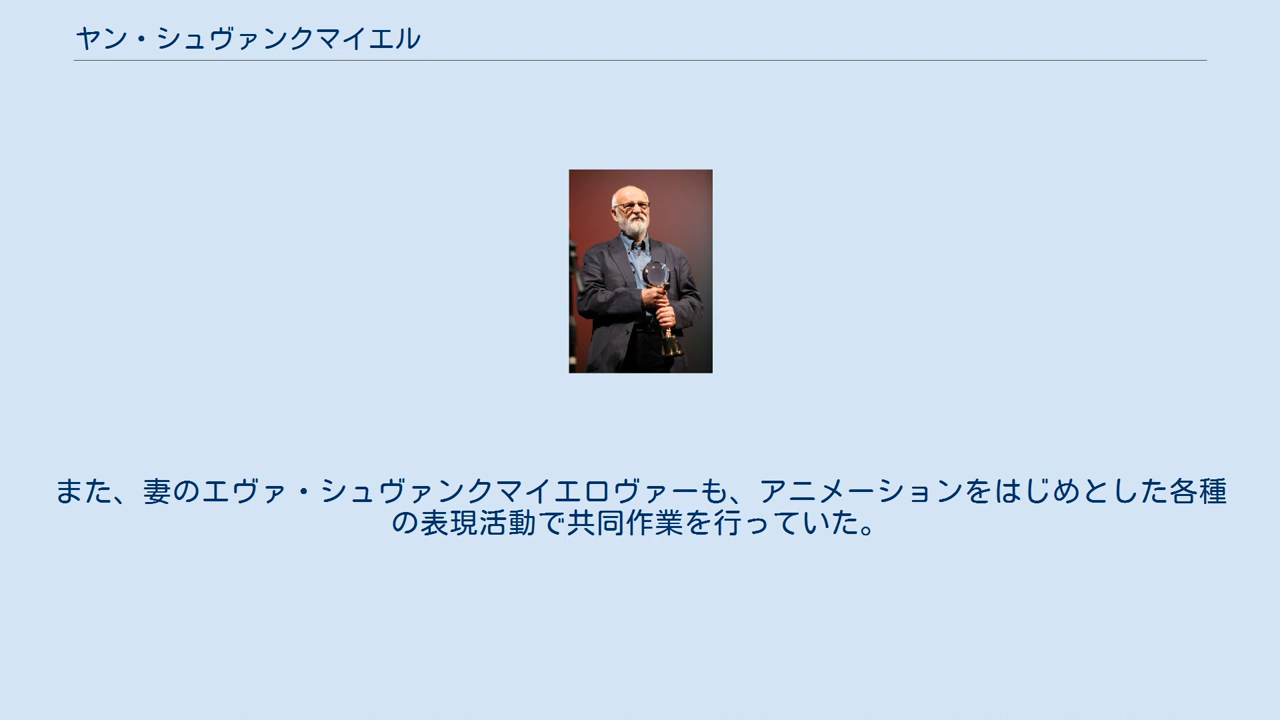 ヤン・シュヴァンクマイエル
また、妻のエヴァ・シュヴァンクマイエロヴァーも、アニメーションをはじめとした各種
の表現活動で共同作業を行っていた。